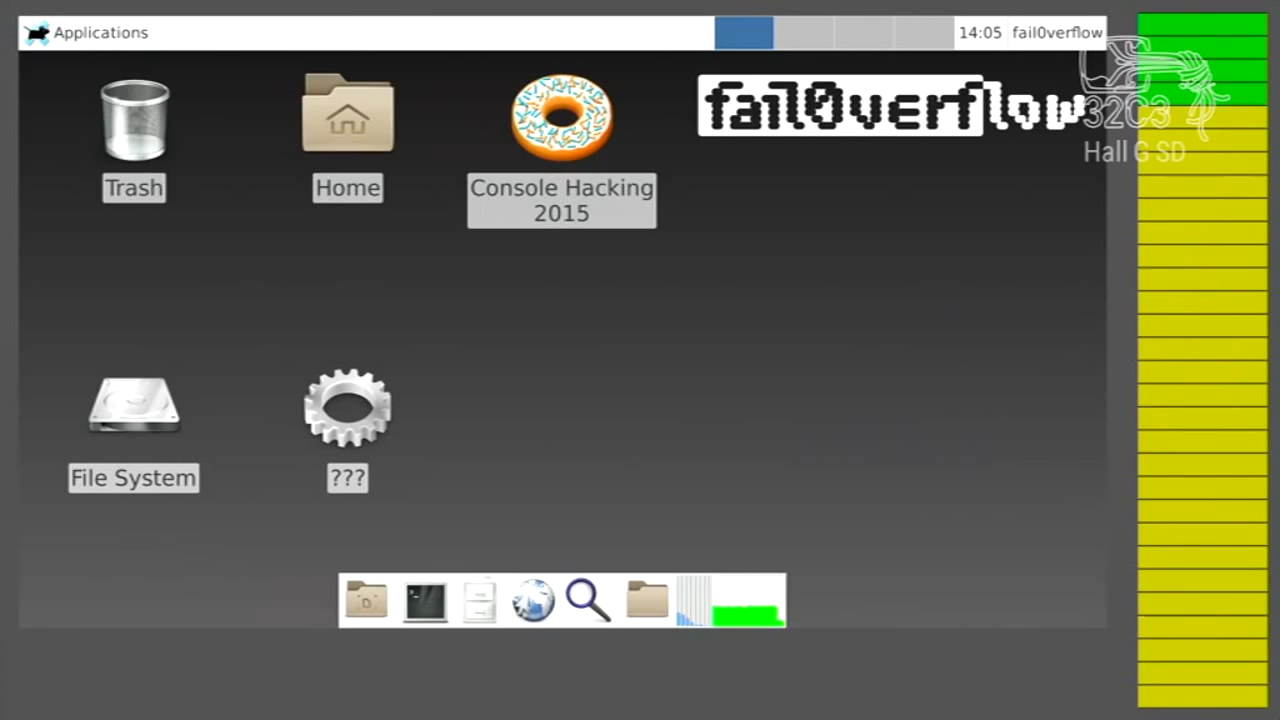 Applications
14:05 fail0verflow
fail0verflow
32C3
Hall G SD
Trash
Home
Console Hacking
2015
File System
???